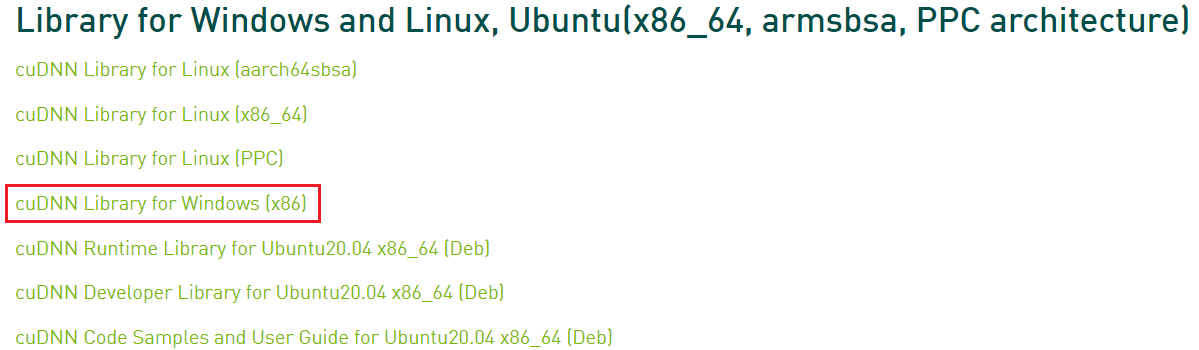 Library for Windows and Linux, Ubuntu(x86_64, armsbsa, PPC architecture)
cuDNN Library for Linux (aarch64sbsa)
cuDNN Library for Linux (x86_64)
cuDNN Library for Linux (PPC)
cuDNN Library for Windows (x86)
cuDNN Runtime Library for Ubuntu20.04 x86_64 (Deb)
cuDNN Developer Library for Ubuntu20.04 x86_64 (Deb)
cuDNN Code Samples and User Guide for Ubuntu20.04 x86_64 (Deb)